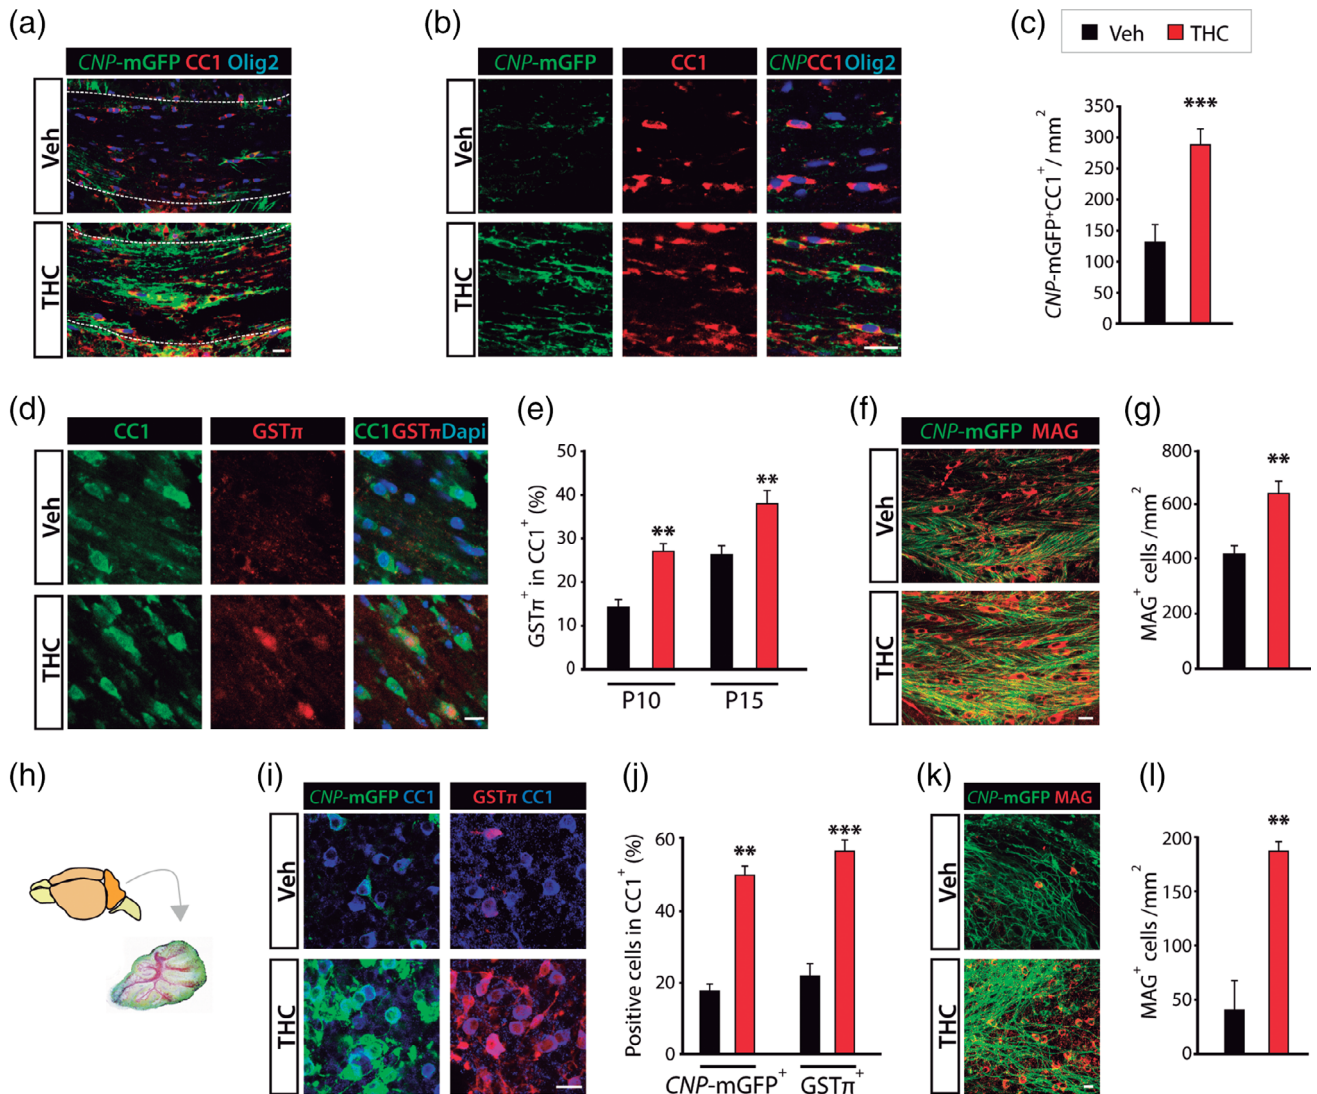 (a)
CNP-mGFP CC1 Olig2
Veh
THC
(b)
CNP-mGFP
CC1
CNPCC1Olig2
Veh
THC
(c)
Veh
THC
CNP-mGFP⁺CC1⁺/ mm²
350
300
250
200
150
100
50
0
***
(d)
CC1
GSTπ
CC1GSTπDapi
Veh
THC
(e)
GSTπ⁺ in CC1⁺ (%)
50
40
30
20
10
0
**
**
P10
P15
(f)
CNP-mGFP MAG
Veh
THC
(g)
MAG⁺ cells /mm²
800
600
400
200
0
**
(h)
(i)
CNP-mGFP CC1
GSTπ CC1
Veh
THC
(j)
Positive cells in CC1⁺ (%)
60
40
20
0
**
***
CNP-mGFP⁺
GSTπ⁺
(k)
CNP-mGFP MAG
Veh
THC
(l)
MAG⁺ cells /mm²
200
150
200
50
0
**